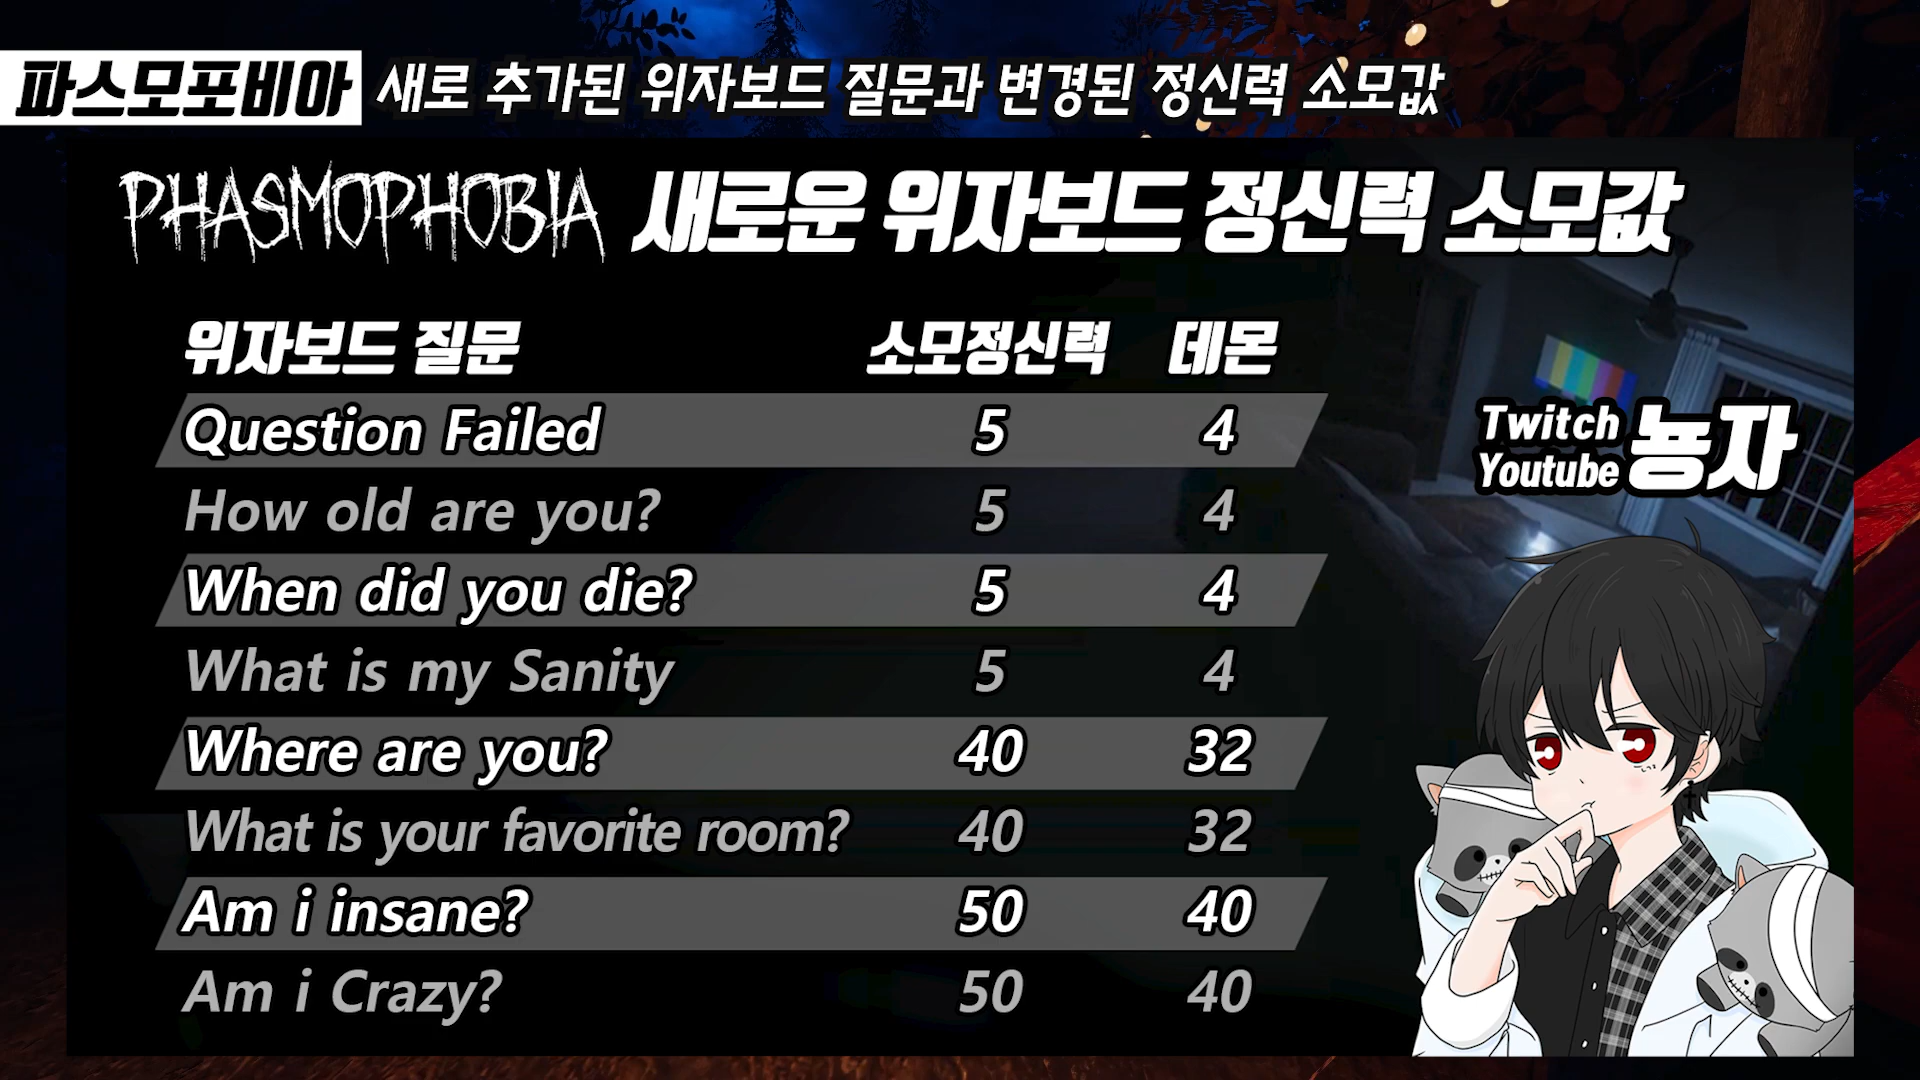 파스모포비아 새로 추가된 위자보드 질문과 변경된 정신력 소모값
PHASMOPHOBIA 새로운 위자보드 정신력 소모값
위자보드 질문 소모정신력 데몬
Question Failed 5 4
How old are you? 5 4
When did you die? 5 4
What is my Sanity 5 4
Where are you? 40 32
What is your favorite room? 40 32
Am i insane? 50 40
Am i Crazy? 50 40
Twitch
Youtube
뇽자